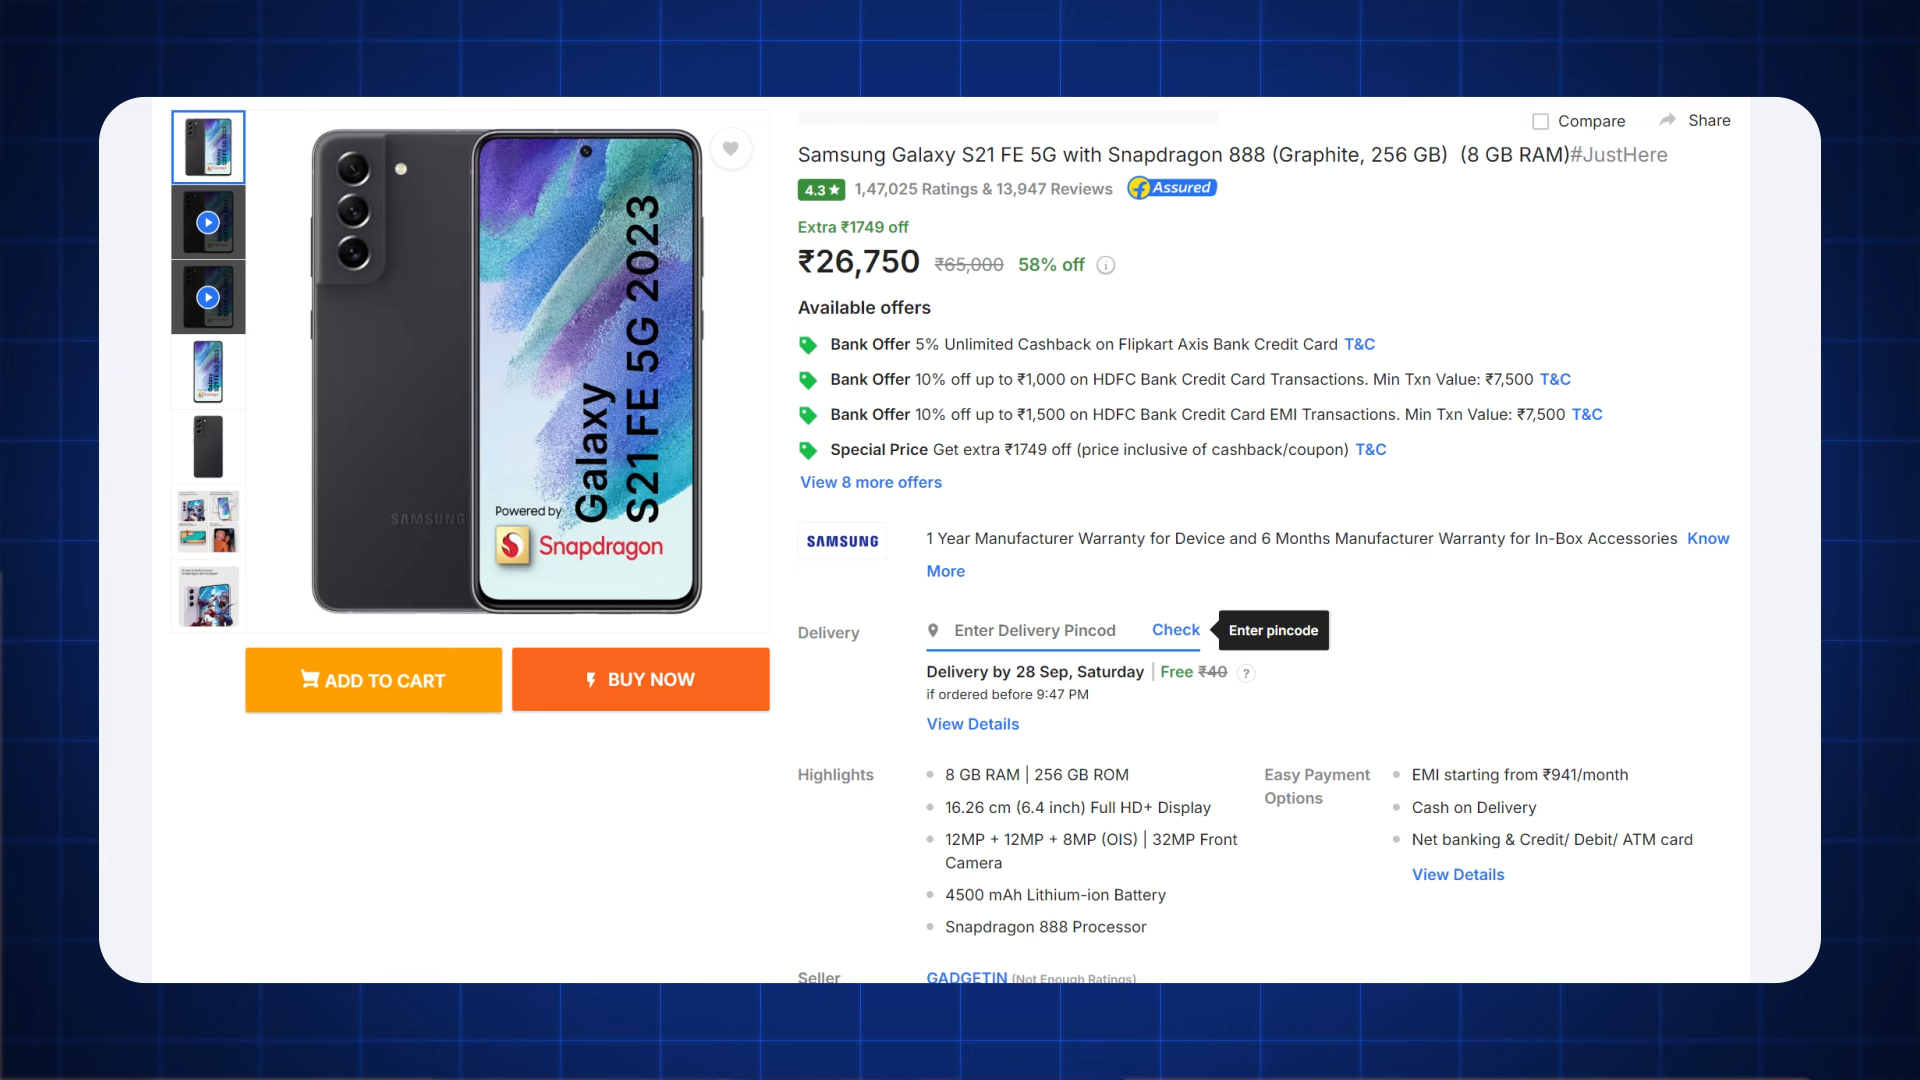 Compare
Share
Samsung Galaxy S21 FE 5G with Snapdragon 888 (Graphite, 256 GB) (8 GB RAM)#JustHere
4.3★ 1,47,025 Ratings & 13,947 Reviews Assured
Extra ₹1749 off
₹26,750 ₹65,000 58% off
Available offers
Bank Offer 5% Unlimited Cashback on Flipkart Axis Bank Credit Card T&C
Bank Offer 10% off up to ₹1,000 on HDFC Bank Credit Card Transactions. Min Txn Value: ₹7,500 T&C
Bank Offer 10% off up to ₹1,500 on HDFC Bank Credit Card EMI Transactions. Min Txn Value: ₹7,500 T&C
Special Price Get extra ₹1749 off (price inclusive of cashback/coupon) T&C
View 8 more offers
Galaxy
S21 FE 5G 2023
SAMSUNG
Powered by
Snapdragon
ADD TO CART
BUY NOW
SAMSUNG
1 Year Manufacturer Warranty for Device and 6 Months Manufacturer Warranty for In-Box Accessories Know
More
Delivery
Enter Delivery Pincod
Check
Enter pincode
Delivery by 28 Sep, Saturday | Free ₹40 ?
if ordered before 9:47 PM
View Details
Highlights
8 GB RAM | 256 GB ROM
16.26 cm (6.4 inch) Full HD+ Display
12MP + 12MP + 8MP (OIS) | 32MP Front
Camera
4500 mAh Lithium-ion Battery
Snapdragon 888 Processor
Easy Payment
Options
EMI starting from ₹941/month
Cash on Delivery
Net banking & Credit/ Debit/ ATM card
View Details
Seller
GADGETIN (Not Enough Ratings)